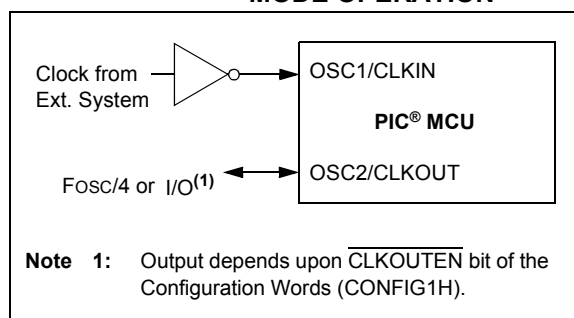 MODE OPERATION
Clock from
Ext. System
OSC1/CLKIN
PIC® MCU
FOSC/4 or I/O(1)
OSC2/CLKOUT
Note 1: Output depends upon CLKOUTEN bit of the
Configuration Words (CONFIG1H).